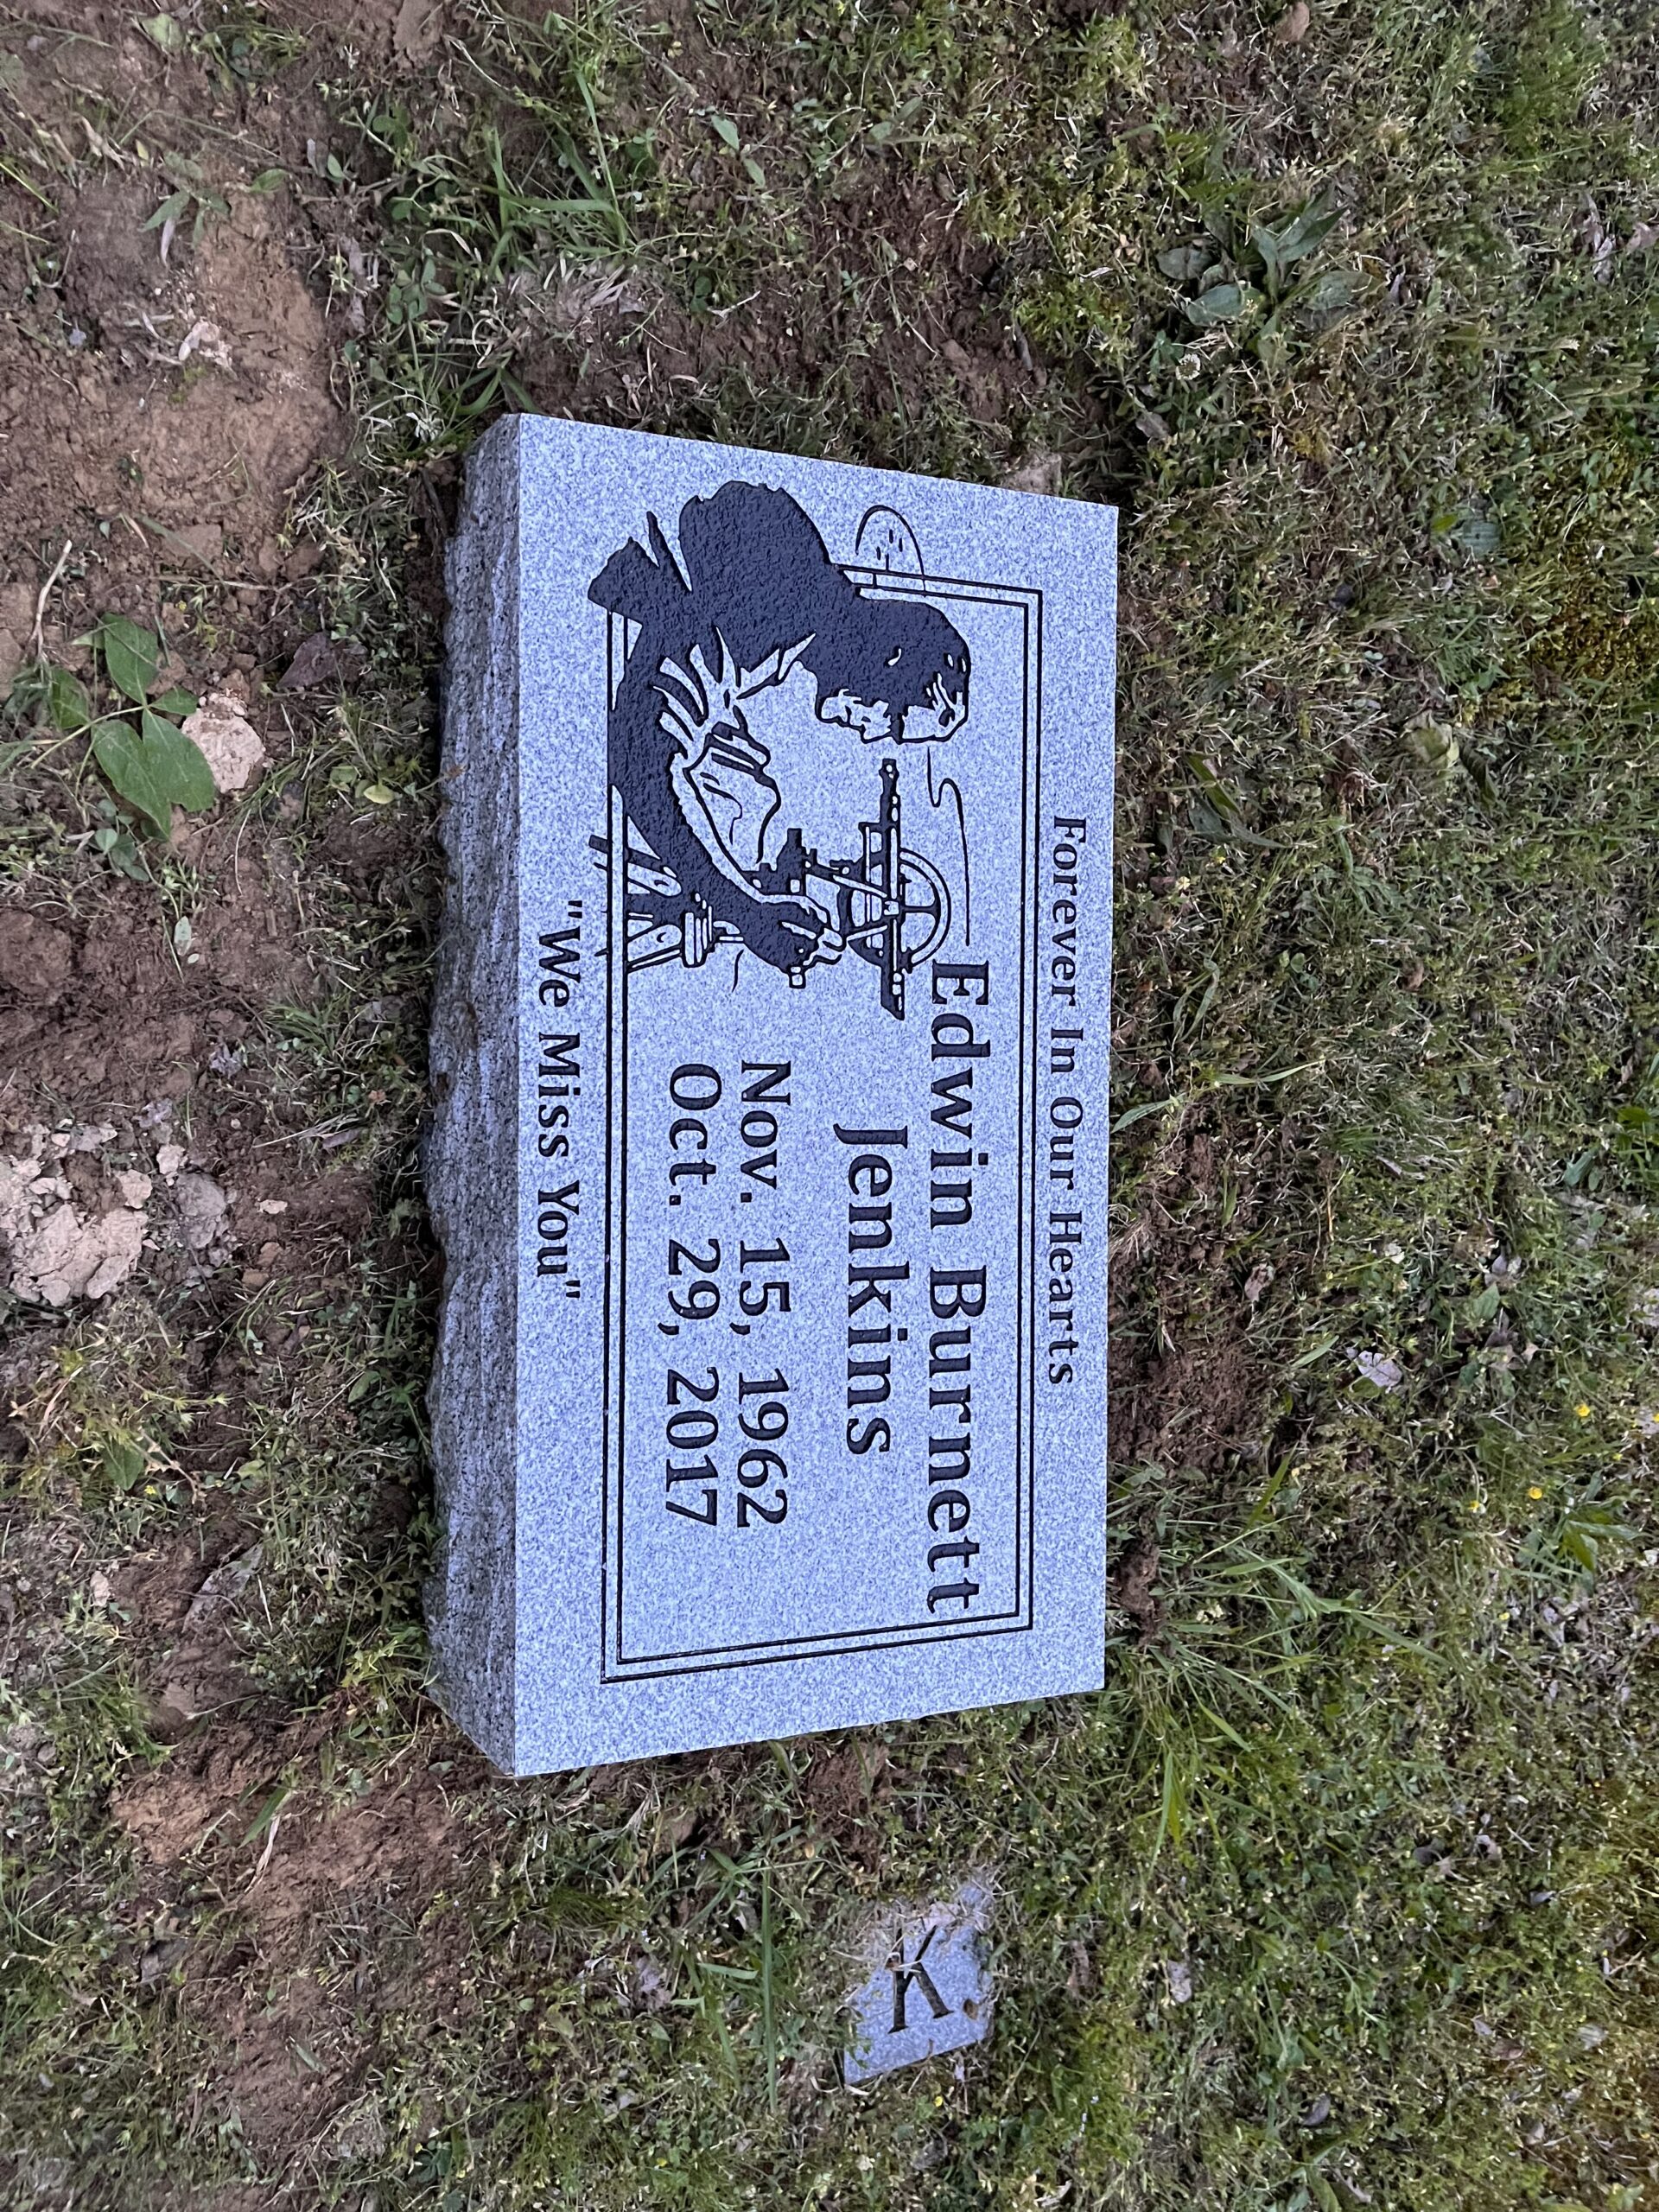 Forever In Our Hearts
Edwin Burnett
Jenkins
Nov. 15, 1962
Oct. 29, 2017
"We Miss You"
K